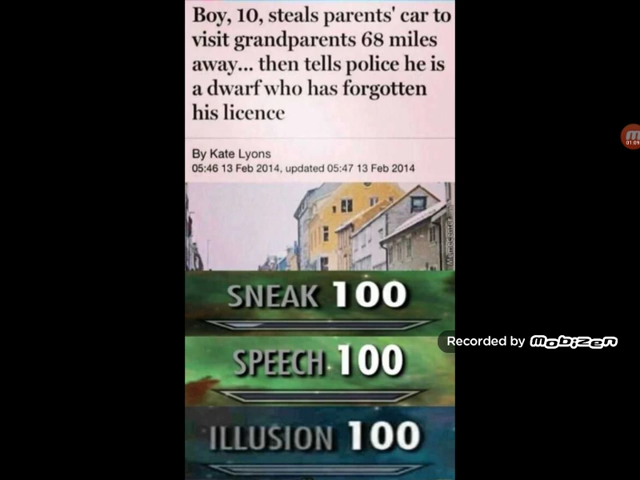 Boy, 10, steals parents' car to
visit grandparents 68 miles
away... then tells police he is
a dwarf who has forgotten
his licence
By Kate Lyons
05:46 13 Feb 2014, updated 05:47 13 Feb 2014
SNEAK 100
SPEECH 100
Recorded by Mobizen
ILLUSION 100